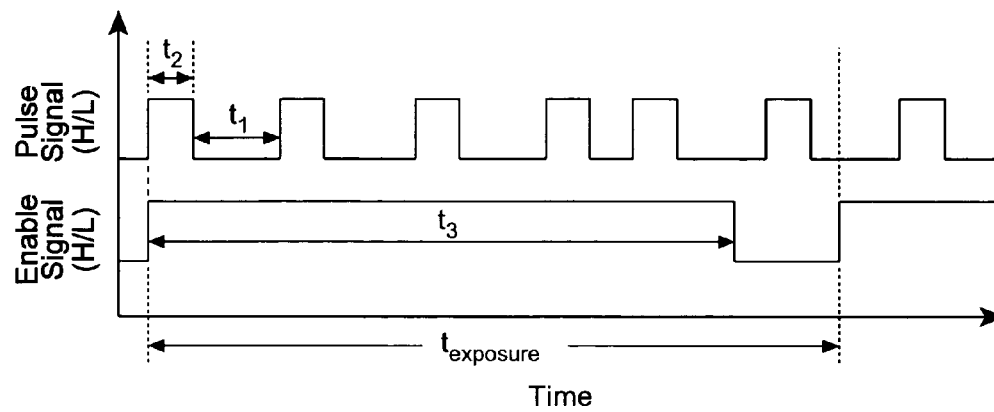 Pulse
Signal
(H/L)
t2
t1
Enable
Signal
(H/L)
t3
texposure
Time